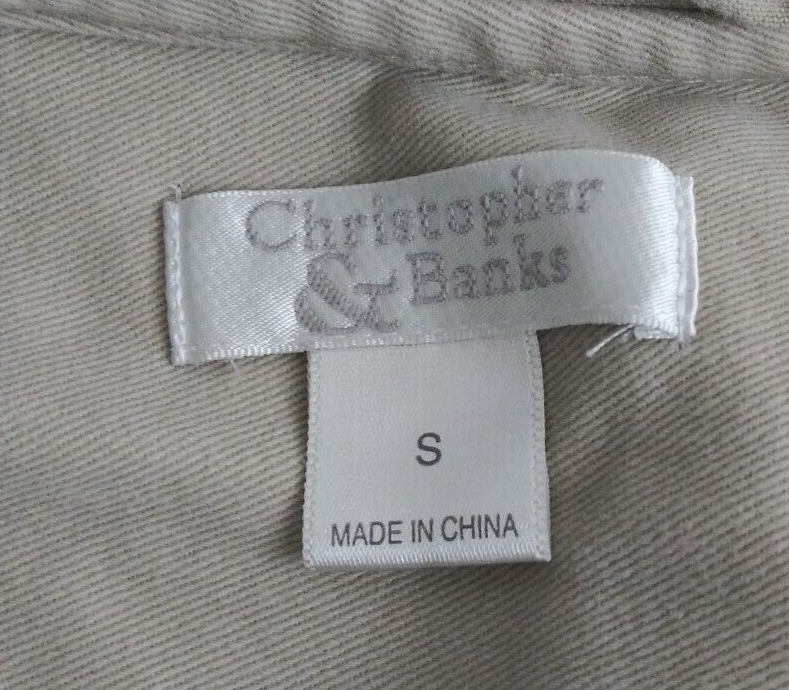 Christopher
& Banks
S
MADE IN CHINA